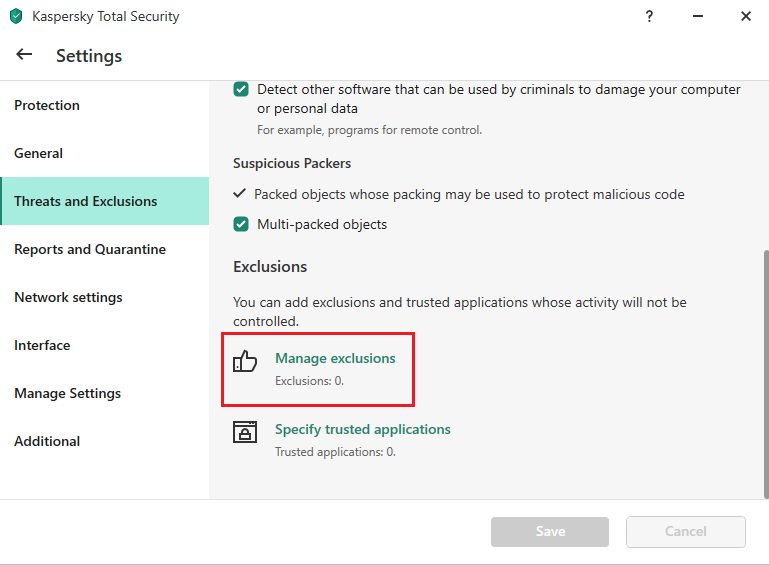 Kaspersky Total Security
?
Settings
Protection
General
Threats and Exclusions
Reports and Quarantine
Network settings
Interface
Manage Settings
Additional
Detect other software that can be used by criminals to damage your computer
or personal data
For example, programs for remote control.
Suspicious Packers
Packed objects whose packing may be used to protect malicious code
Multi-packed objects
Exclusions
You can add exclusions and trusted applications whose activity will not be
controlled.
Manage exclusions
Exclusions: 0.
Specify trusted applications
Trusted applications: 0.
Save
Cancel